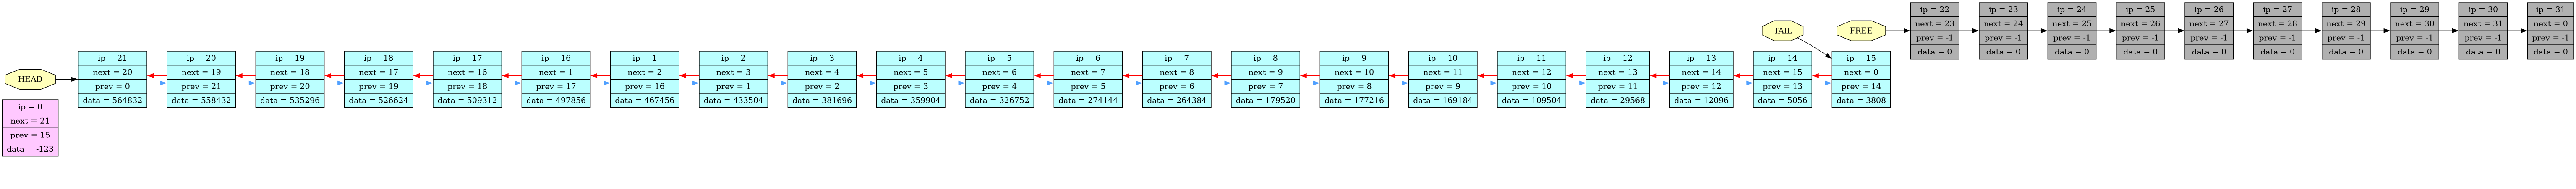 HEAD
ip = 0
next = 21
prev = 15
data = -123
ip = 21
next = 20
prev = 0
data = 564832
ip = 20
next = 19
prev = 21
data = 558432
ip = 19
next = 18
prev = 20
data = 535296
ip = 18
next = 17
prev = 19
data = 526624
ip = 17
next = 16
prev = 18
data = 509312
ip = 16
next = 1
prev = 17
data = 497856
ip = 1
next = 2
prev = 16
data = 467456
ip = 2
next = 3
prev = 1
data = 433504
ip = 3
next = 4
prev = 2
data = 381696
ip = 4
next = 5
prev = 3
data = 359904
ip = 5
next = 6
prev = 4
data = 326752
ip = 6
next = 7
prev = 5
data = 274144
ip = 7
next = 8
prev = 6
data = 264384
ip = 8
next = 9
prev = 7
data = 179520
ip = 9
next = 10
prev = 8
data = 177216
ip = 10
next = 11
prev = 9
data = 169184
ip = 11
next = 12
prev = 10
data = 109504
ip = 12
next = 13
prev = 11
data = 29568
ip = 13
next = 14
prev = 12
data = 12096
TAIL
ip = 14
next = 15
prev = 13
data = 5056
FREE
ip = 15
next = 0
prev = 14
data = 3808
ip = 22
next = 23
prev = -1
data = 0
ip = 23
next = 24
prev = -1
data = 0
ip = 24
next = 25
prev = -1
data = 0
ip = 25
next = 26
prev = -1
data = 0
ip = 26
next = 27
prev = -1
data = 0
ip = 27
next = 28
prev = -1
data = 0
ip = 28
next = 29
prev = -1
data = 0
ip = 29
next = 30
prev = -1
data = 0
ip = 30
next = 31
prev = -1
data = 0
ip = 31
next = 0
prev = -1
data = 0